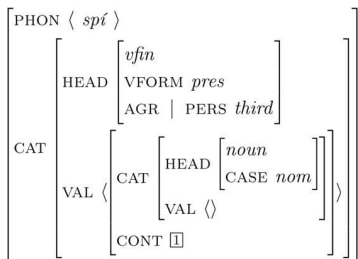 PHON ⟨ spí ⟩
vfin
HEAD VFORM pres
AGR | PERS third
CAT
HEAD noun
CAT CASE nom
VAL ⟨ ⟩
VAL ⟨⟩
CONT 1